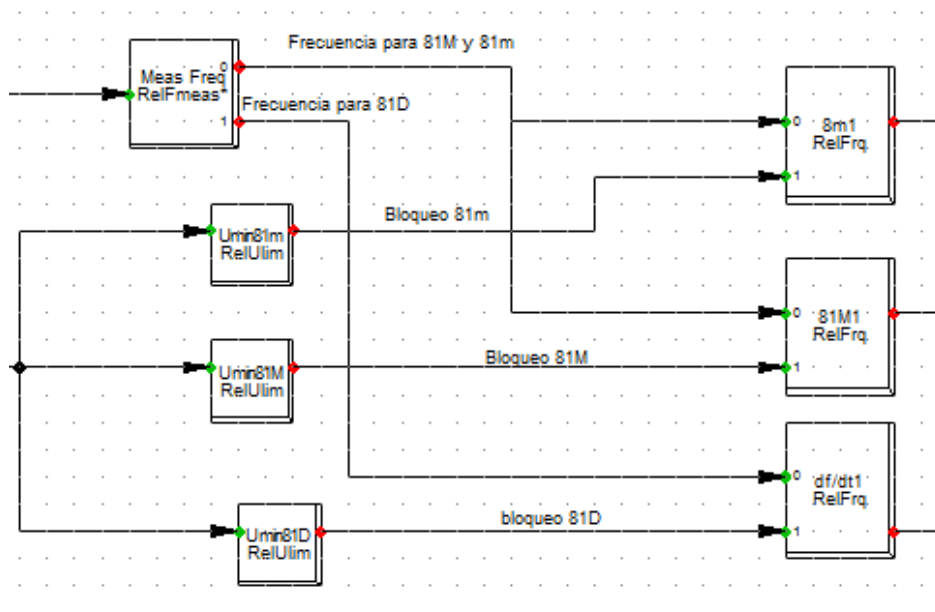 Frecuencia para 81M y 81m
0
Meas Freq
RelFmeas*
Frecuencia para 81D
1
0
8m1
RelFrq
1
Bloqueo 81m
Umin81m
RelUlim
0
81M1
RelFrq
Bloqueo 81M
1
Umin81M
RelUlim
0
df/dt1
RelFrq
bloqueo 81D
1
Umin81D
RelUlim